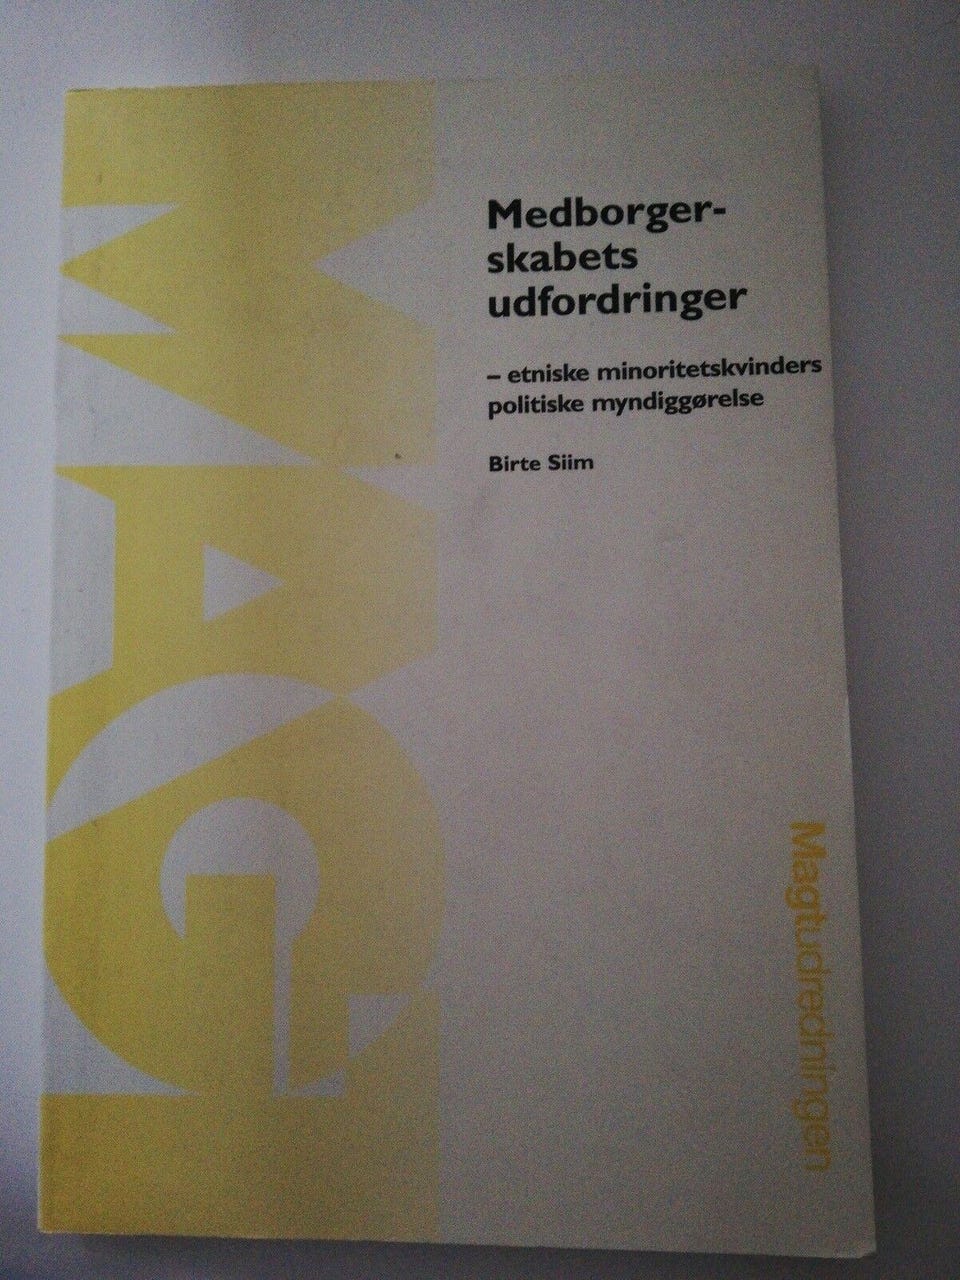 Medborger-
skabets
udfordringer
– etniske minoritetskvinders
politiske myndiggørelse
Birte Siim
MAGT
Magtudredningen